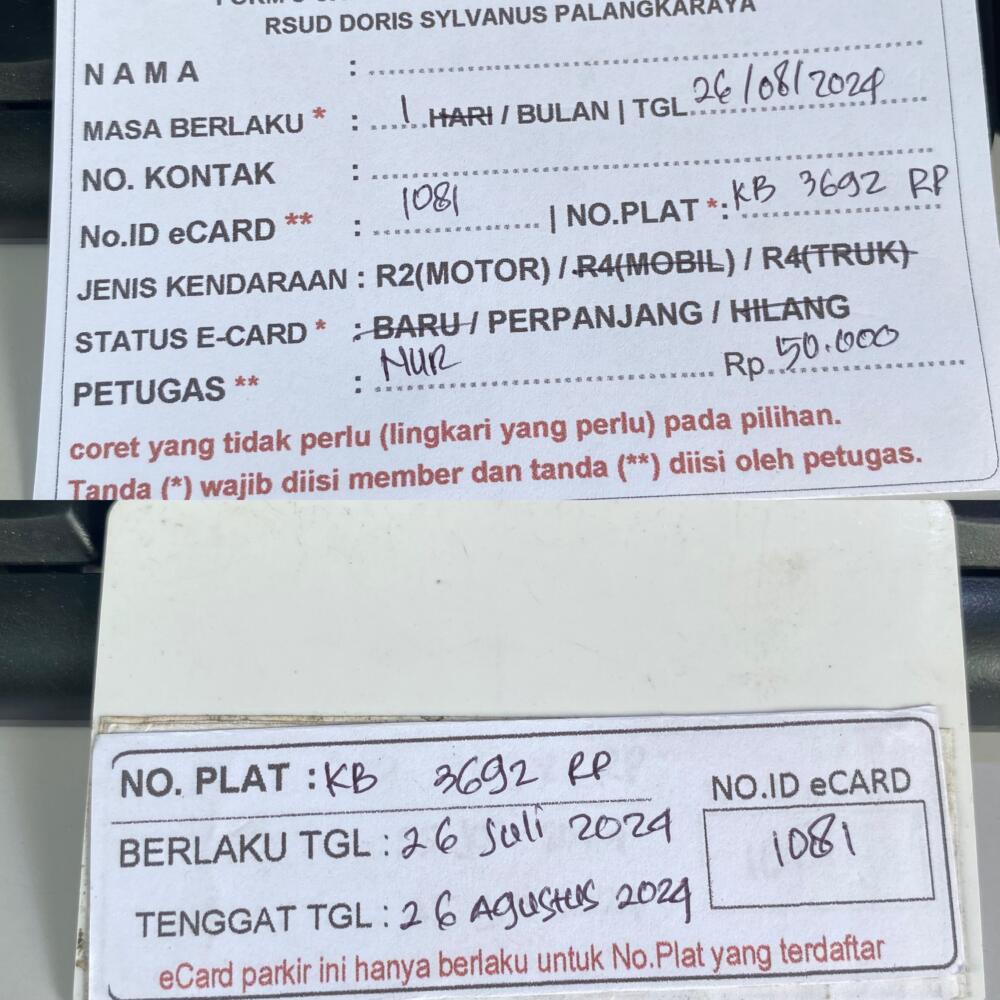 RSUD DORIS SYLVANUS PALANGKARAYA
NAMA :
MASA BERLAKU * : 1 HARI / BULAN | TGL 26/08/2024
NO. KONTAK :
No.ID eCARD ** : 1081 | NO.PLAT *: KB 3692 RP
JENIS KENDARAAN : R2(MOTOR) / R4(MOBIL) / R4(TRUK)
STATUS E-CARD * : BARU / PERPANJANG / HILANG
PETUGAS ** : NUR Rp 50.000
coret yang tidak perlu (lingkari yang perlu) pada pilihan.
Tanda (*) wajib diisi member dan tanda (**) diisi oleh petugas.
NO. PLAT : KB 3692 RP
NO.ID eCARD
BERLAKU TGL : 26 Juli 2024
1081
TENGGAT TGL : 26 Agustus 2024
eCard parkir ini hanya berlaku untuk No.Plat yang terdaftar